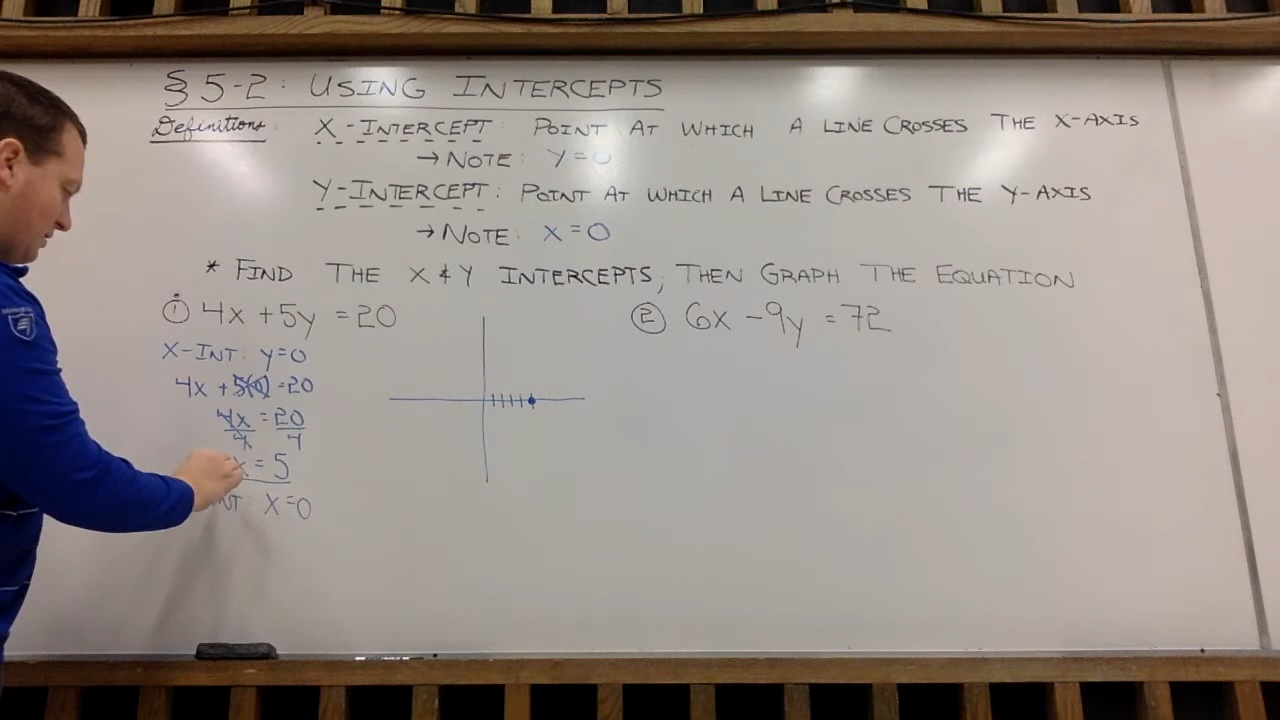 § 5-2: USING INTERCEPTS
Definitions: X-INTERCEPT: POINT AT WHICH A LINE CROSSES THE X-AXIS
→ NOTE: y=0
Y-INTERCEPT: POINT AT WHICH A LINE CROSSES THE Y-AXIS
→ NOTE: X=0
* FIND THE X & Y INTERCEPTS, THEN GRAPH THE EQUATION
① 4x + 5y = 20
X-INT: y=0
4x + 5(0) = 20
4x = 20
4 4
x = 5
INT: X=0
② 6x - 9y = 72